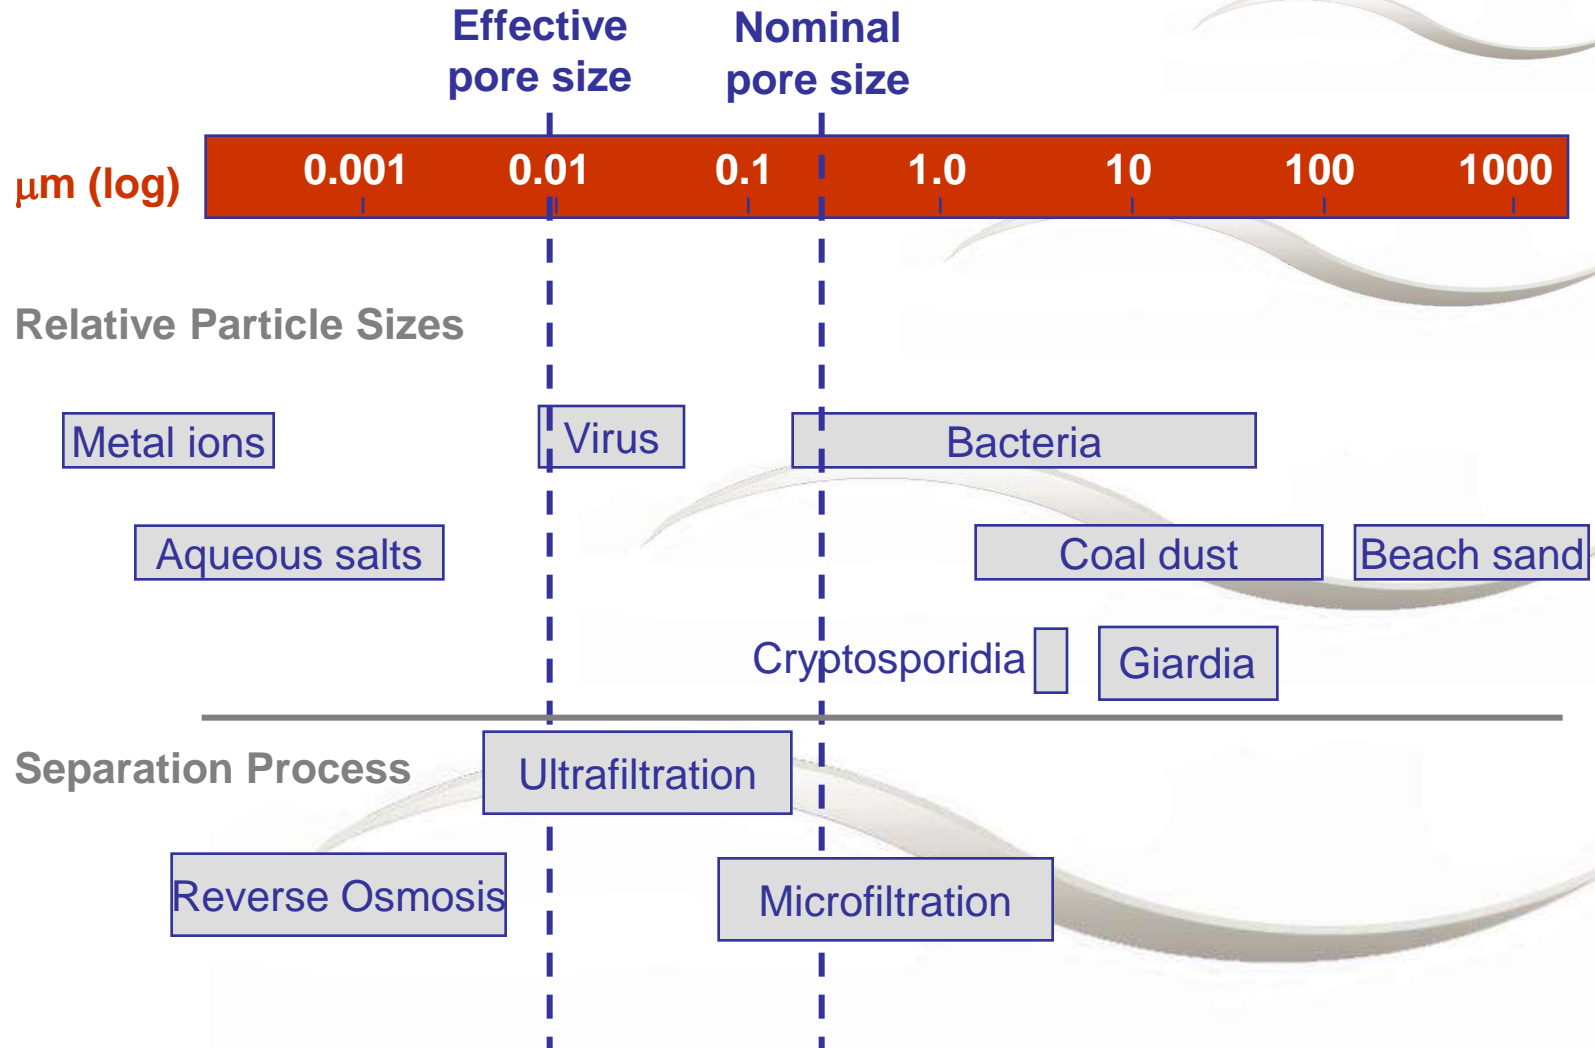 Effective
pore size
Nominal
pore size
μm (log)
0.001 0.01 0.1 1.0 10 100 1000
Relative Particle Sizes
Metal ions Virus Bacteria
Aqueous salts Coal dust Beach sand
Cryptosporidia Giardia
Separation Process
Ultrafiltration
Reverse Osmosis Microfiltration